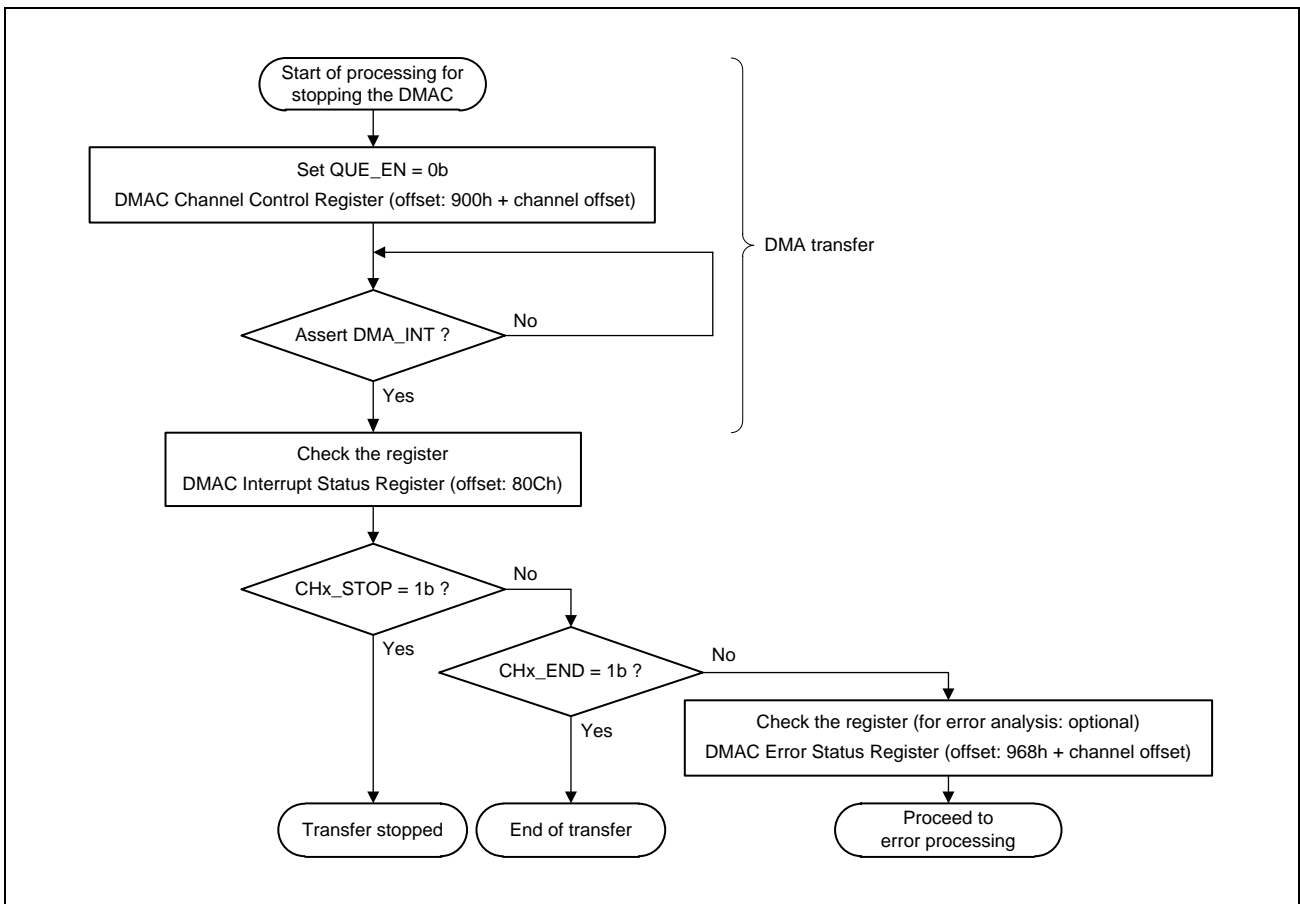 Start of processing for
stopping the DMAC
Set QUE_EN = 0b
DMAC Channel Control Register (offset: 900h + channel offset)
DMA transfer
Assert DMA_INT ?
No
Yes
Check the register
DMAC Interrupt Status Register (offset: 80Ch)
CHx_STOP = 1b ?
No
Yes
CHx_END = 1b ?
No
Yes
Check the register (for error analysis: optional)
DMAC Error Status Register (offset: 968h + channel offset)
Transfer stopped
End of transfer
Proceed to
error processing